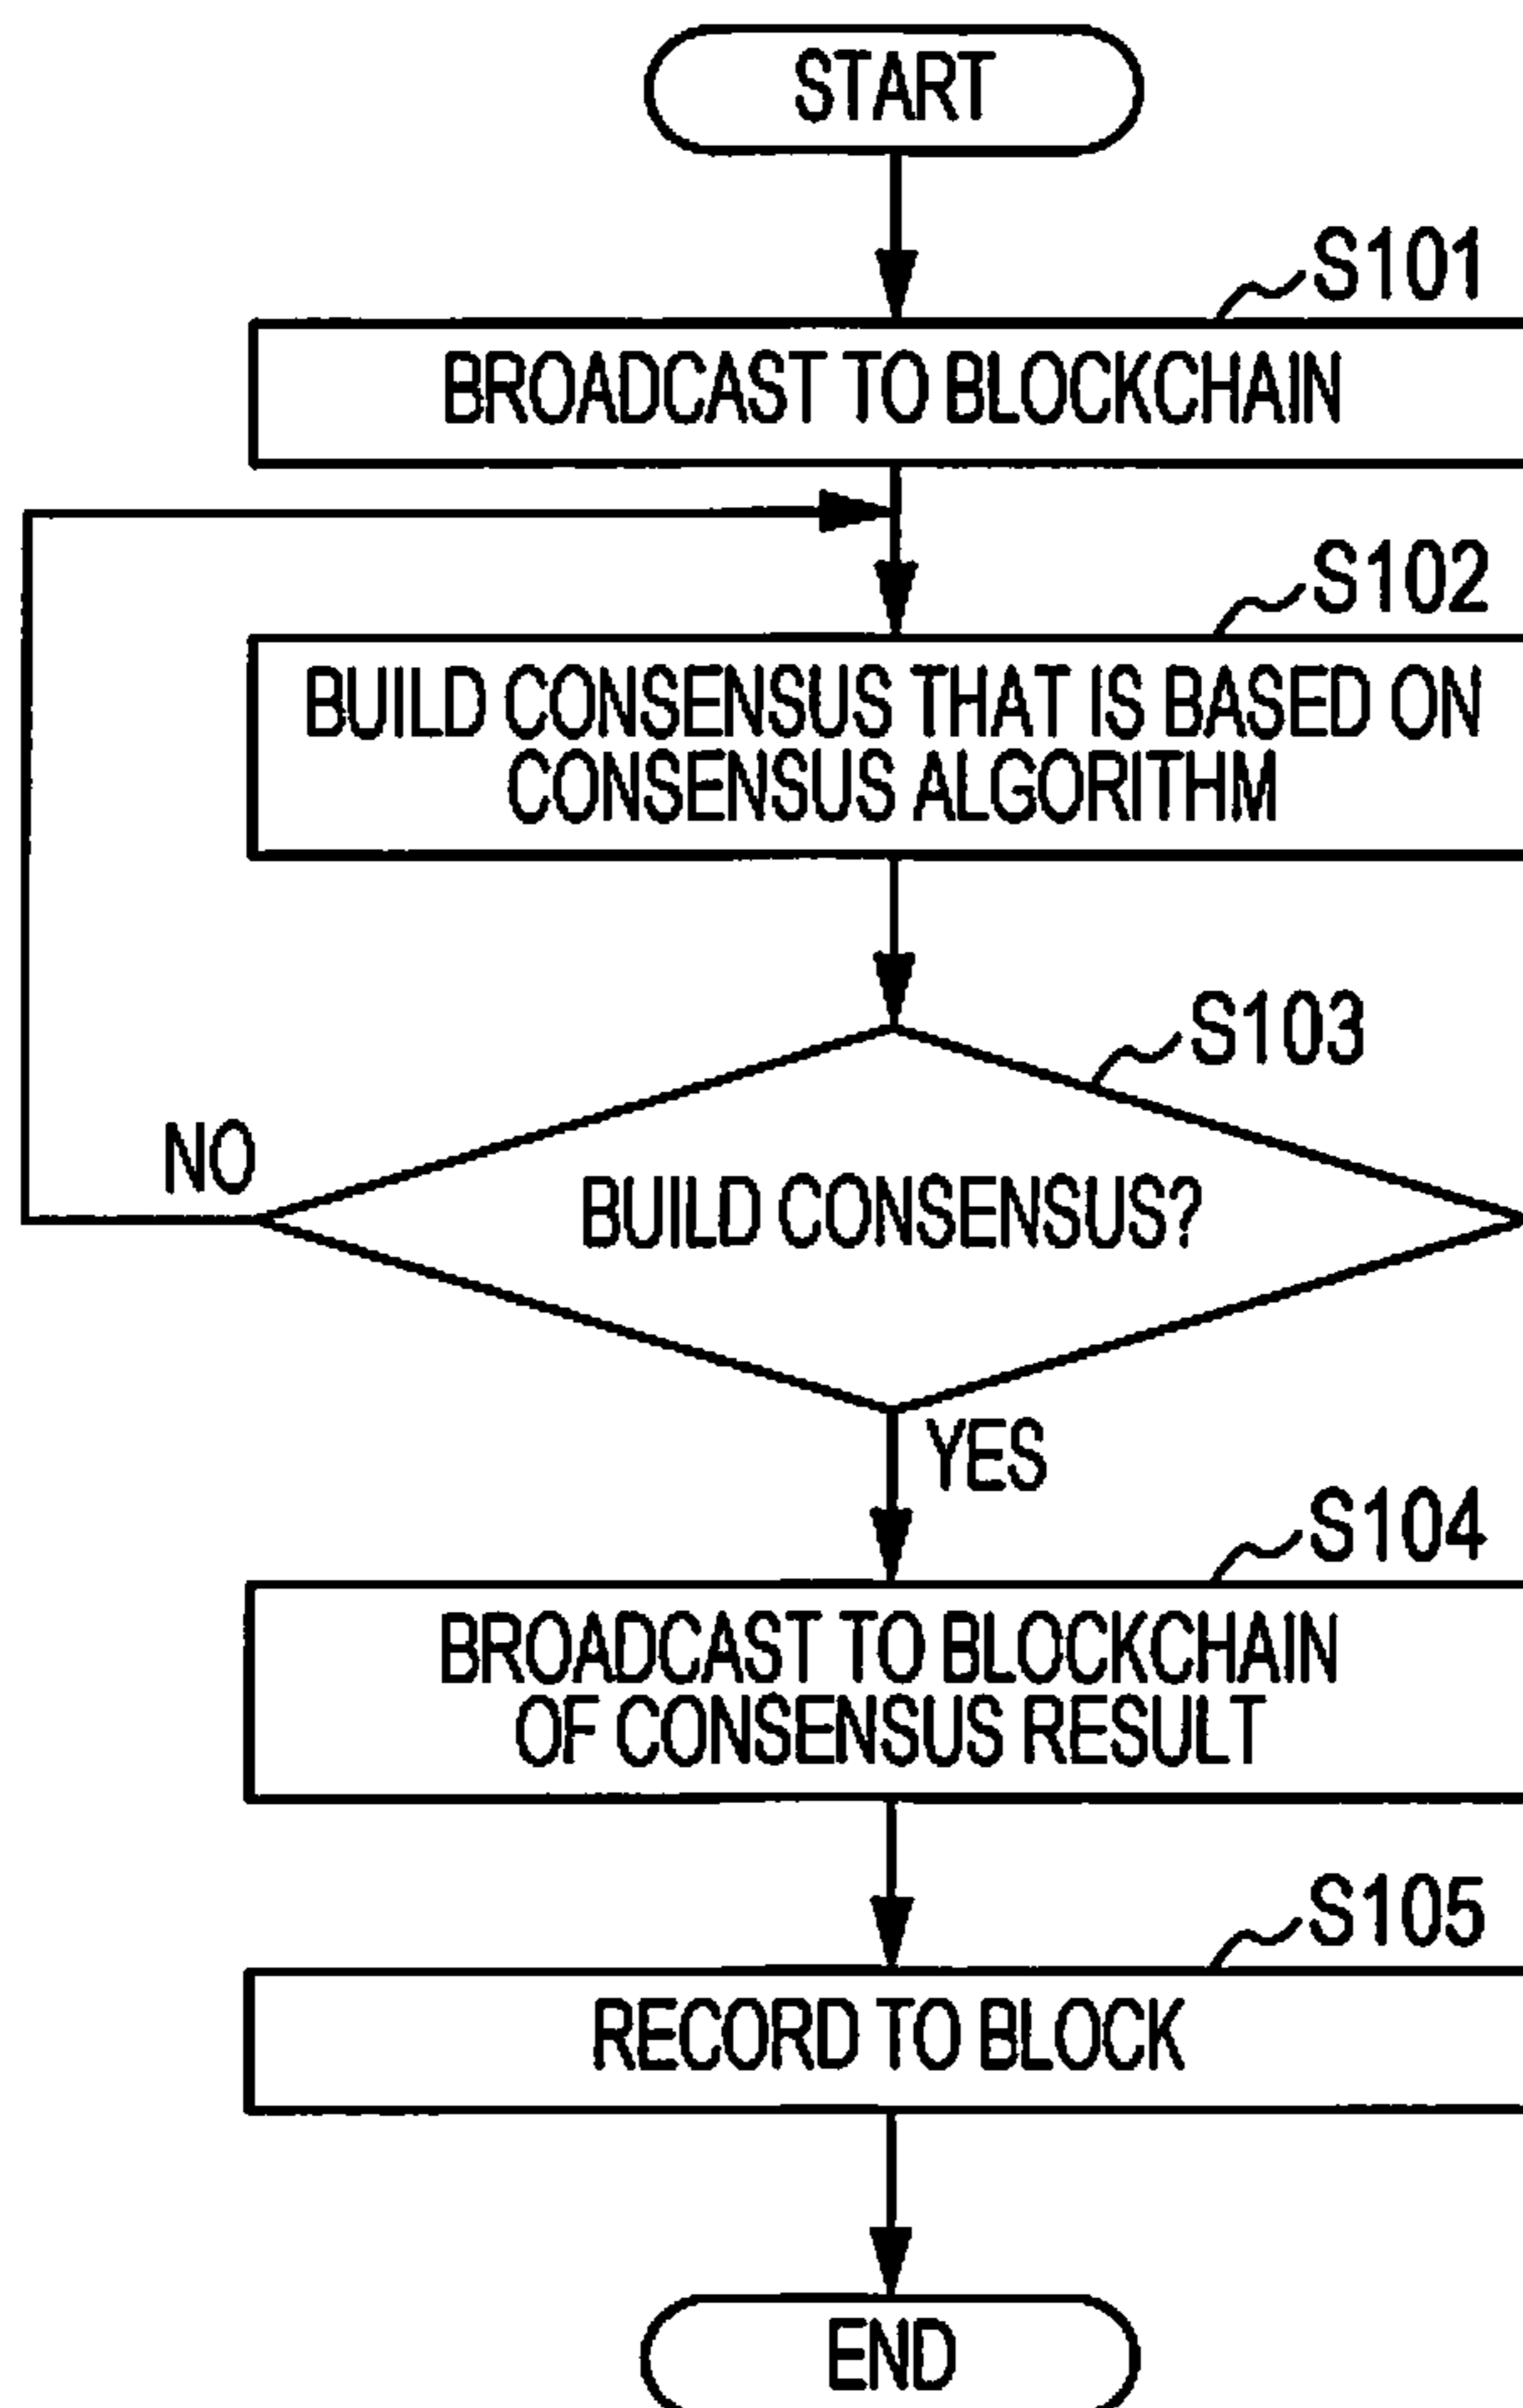 START
S101
BROADCAST TO BLOCKCHAIN
S102
BUILD CONSENSUS THAT IS BASED ON
CONSENSUS ALGORITHM
S103
NO
BUILD CONSENSUS?
YES
S104
BROADCAST TO BLOCKCHAIN
OF CONSENSUS RESULT
S105
RECORD TO BLOCK
END